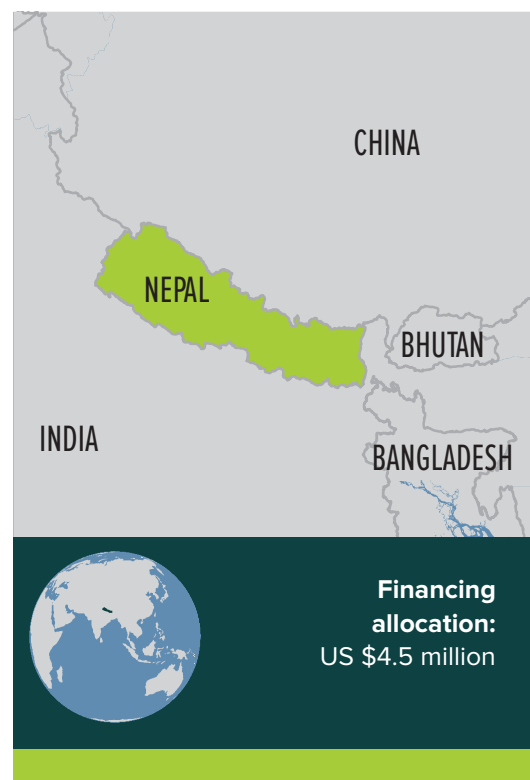 CHINA
NEPAL
BHUTAN
INDIA
BANGLADESH
Financing
allocation:
US $4.5 million